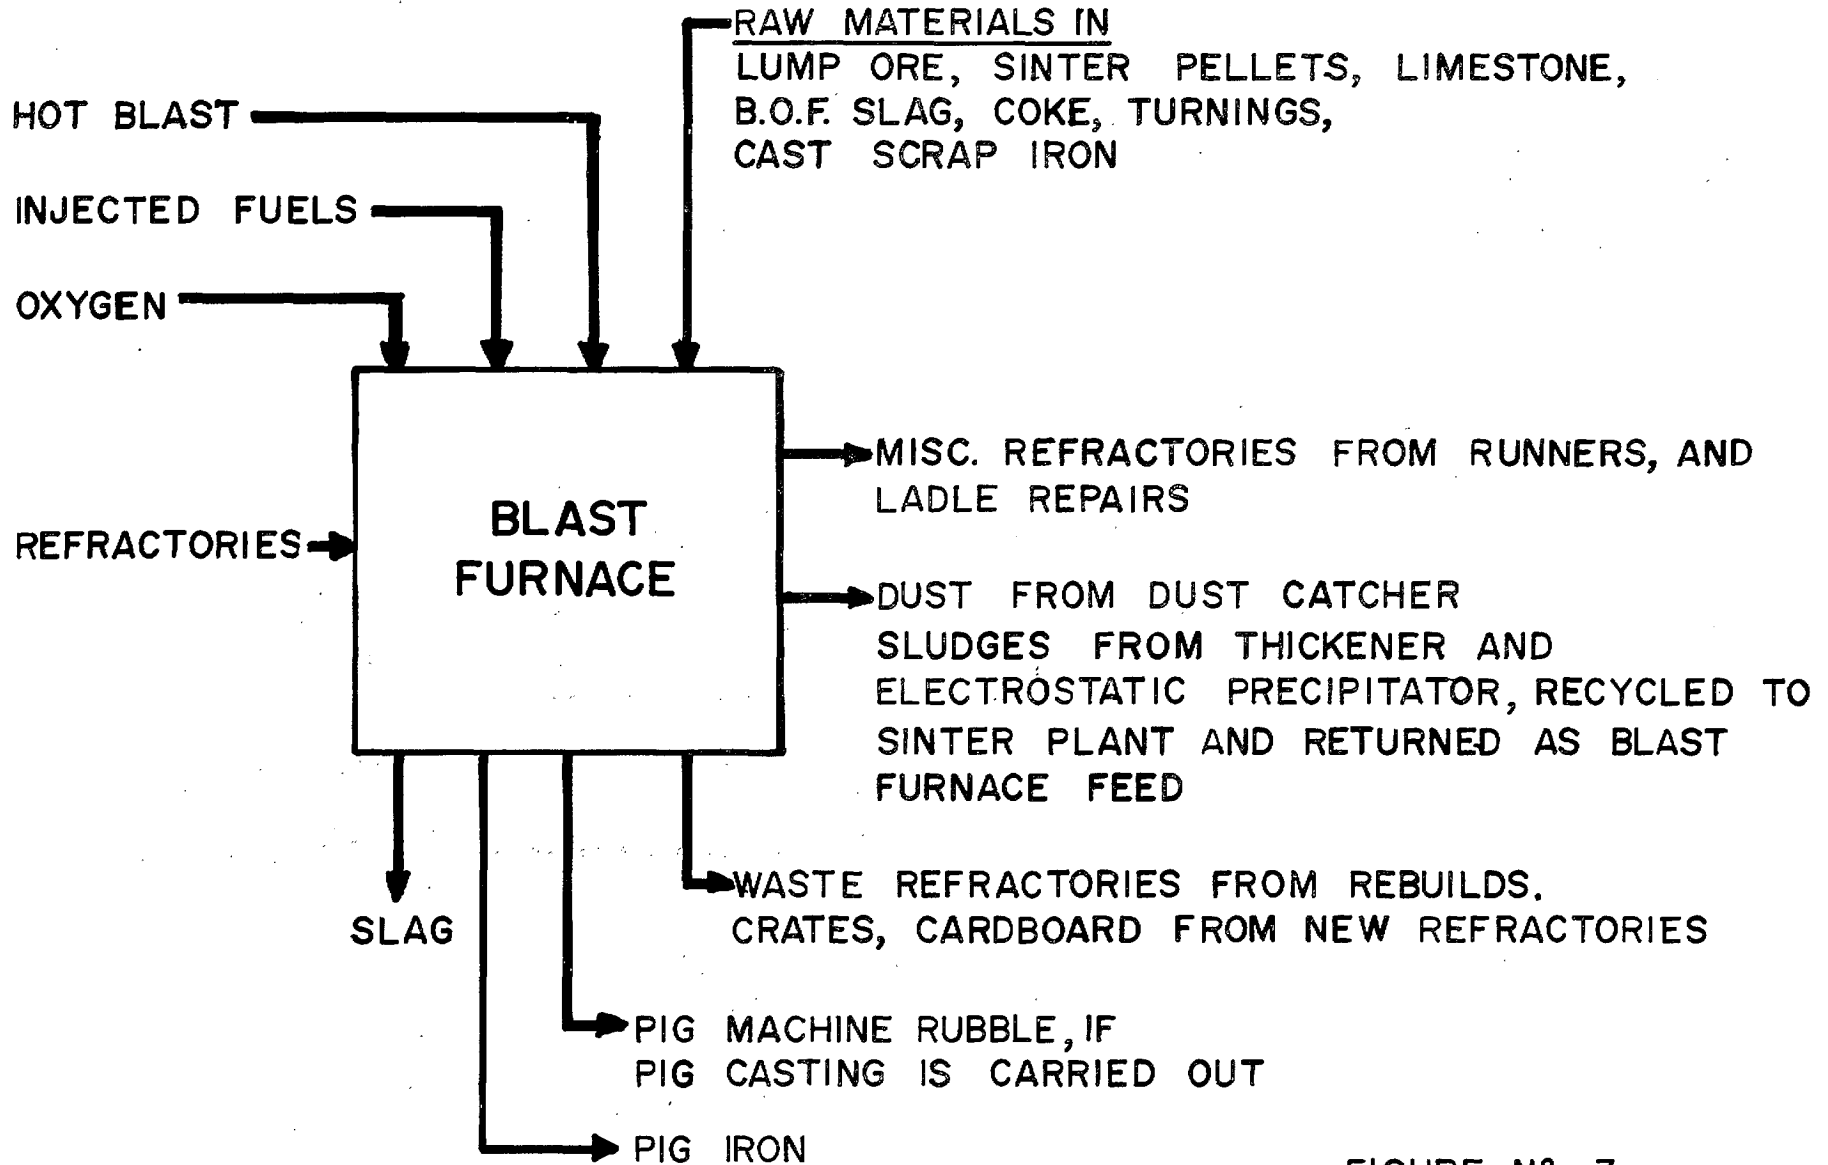 RAW MATERIALS IN
LUMP ORE, SINTER PELLETS, LIMESTONE,
B.O.F. SLAG, COKE, TURNINGS,
CAST SCRAP IRON
HOT BLAST
INJECTED FUELS
OXYGEN
REFRACTORIES
BLAST
FURNACE
MISC. REFRACTORIES FROM RUNNERS, AND
LADLE REPAIRS
DUST FROM DUST CATCHER
SLUDGES FROM THICKENER AND
ELECTROSTATIC PRECIPITATOR, RECYCLED TO
SINTER PLANT AND RETURNED AS BLAST
FURNACE FEED
SLAG
WASTE REFRACTORIES FROM REBUILDS.
CRATES, CARDBOARD FROM NEW REFRACTORIES
PIG MACHINE RUBBLE, IF
PIG CASTING IS CARRIED OUT
PIG IRON
FIGURE Nº